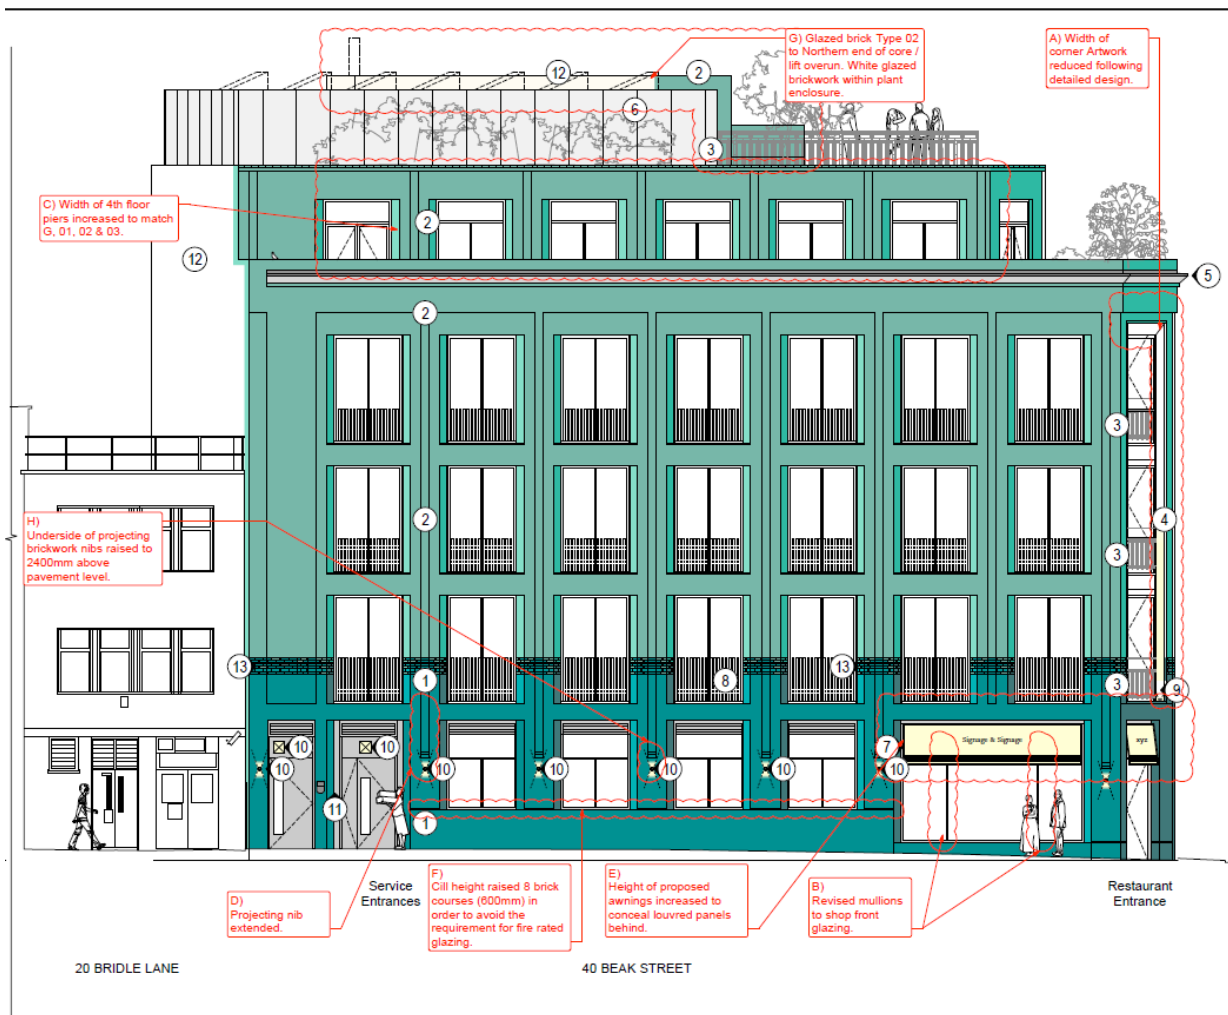 G) Glazed brick Type 02
to Northern end of core /
lift overun. White glazed
brickwork within plant
enclosure.
A) Width of
corner Artwork
reduced following
detailed design.
12
2
6
3
C) Width of 4th floor
piers increased to match
G, 01, 02 & 03.
2
12
5
2
3
4
H)
Underside of projecting
brickwork nibs raised to
2400mm above
pavement level.
2
3
13
13
1
8
3
9
10
10
7
Signage & Signage
xyz
10
10
10
10
10
10
11
1
D)
Projecting nib
extended.
Service
Entrances
F)
Cill height raised 8 brick
courses (600mm) in
order to avoid the
requirement for fire rated
glazing.
E)
Height of proposed
awnings increased to
conceal louvred panels
behind.
B)
Revised mullions
to shop front
glazing.
Restaurant
Entrance
20 BRIDLE LANE
40 BEAK STREET